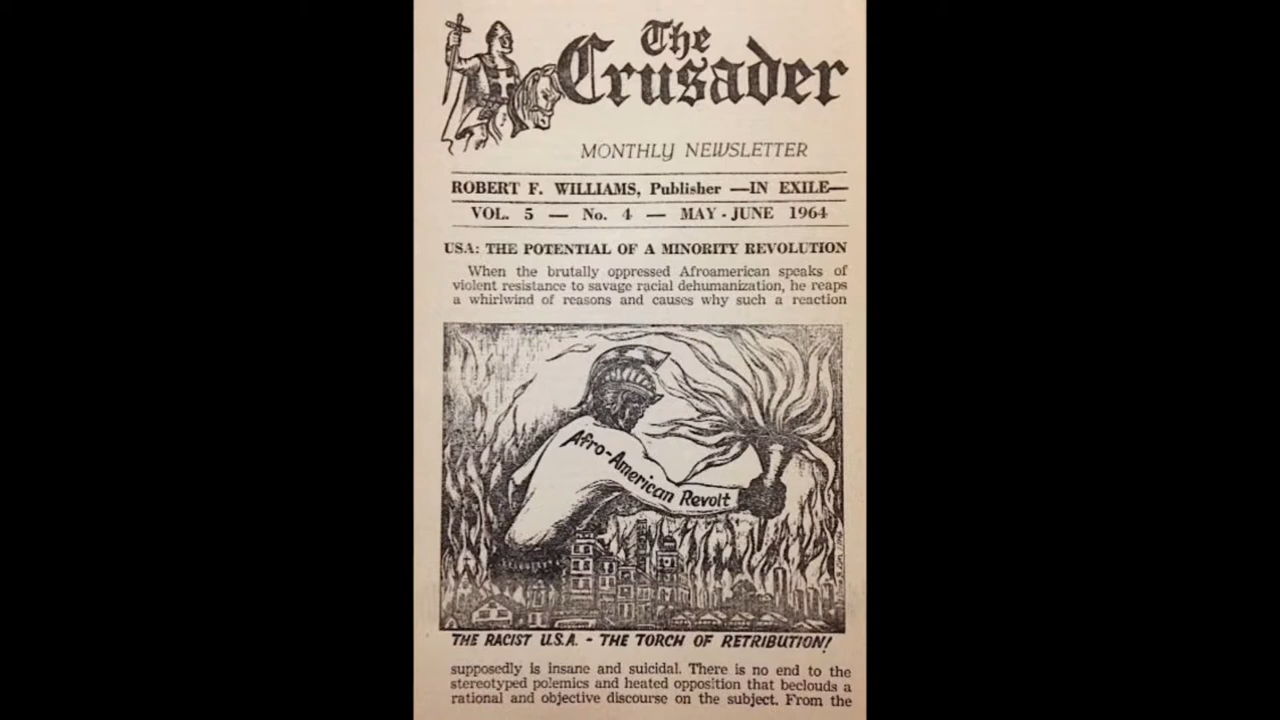 The
Crusader
MONTHLY NEWSLETTER
ROBERT F. WILLIAMS, Publisher —IN EXILE—
VOL. 5 — No. 4 — MAY - JUNE 1964
USA: THE POTENTIAL OF A MINORITY REVOLUTION
When the brutally oppressed Afroamerican speaks of
violent resistance to savage racial dehumanization, he reaps
a whirlwind of reasons and causes why such a reaction
Afro-American Revolt
THE RACIST U.S.A. - THE TORCH OF RETRIBUTION!
supposedly is insane and suicidal. There is no end to the
stereotyped polemics and heated opposition that beclouds a
rational and objective discourse on the subject. From the